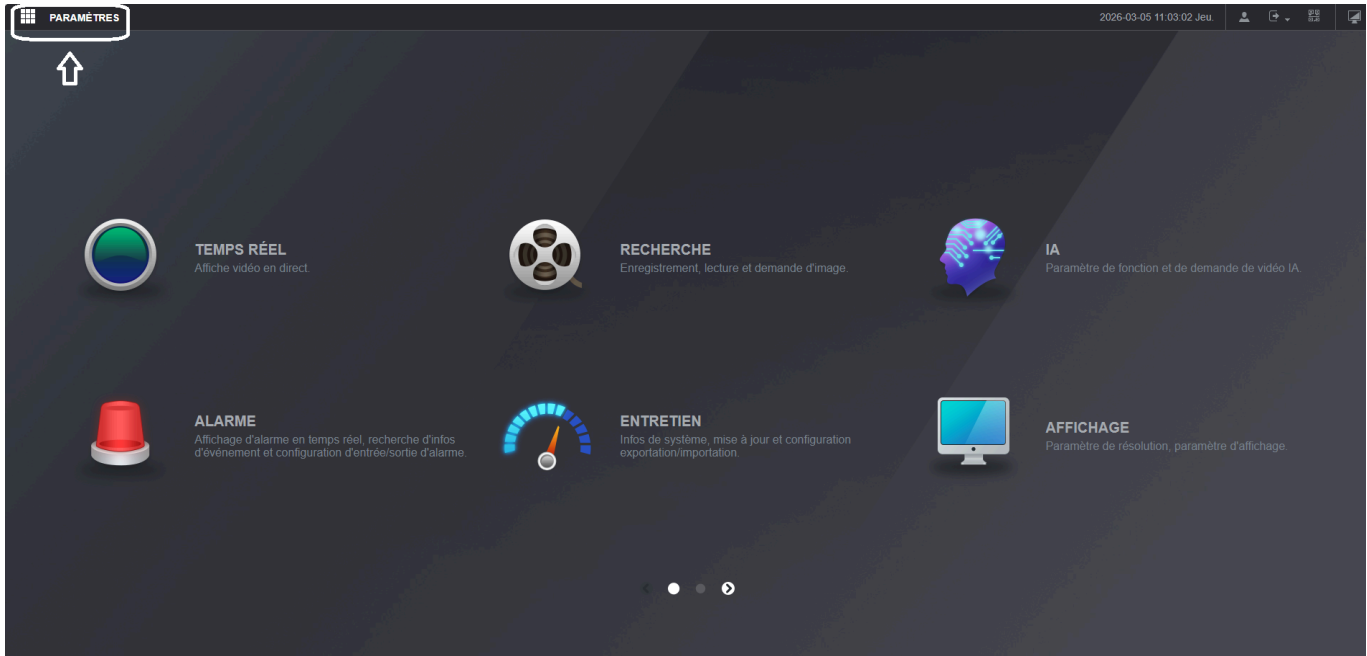 PARAMÈTRES
2026-03-05 11:03:02 Jeu.
TEMPS RÉEL
Affiche vidéo en direct.
RECHERCHE
Enregistrement, lecture et demande d'image.
IA
Paramètre de fonction et de demande de vidéo IA.
ALARME
Affichage d'alarme en temps réel, recherche d'infos
d'événement et configuration d'entrée/sortie d'alarme.
ENTRETIEN
Infos de système, mise à jour et configuration
exportation/importation.
AFFICHAGE
Paramètre de résolution, paramètre d'affichage.